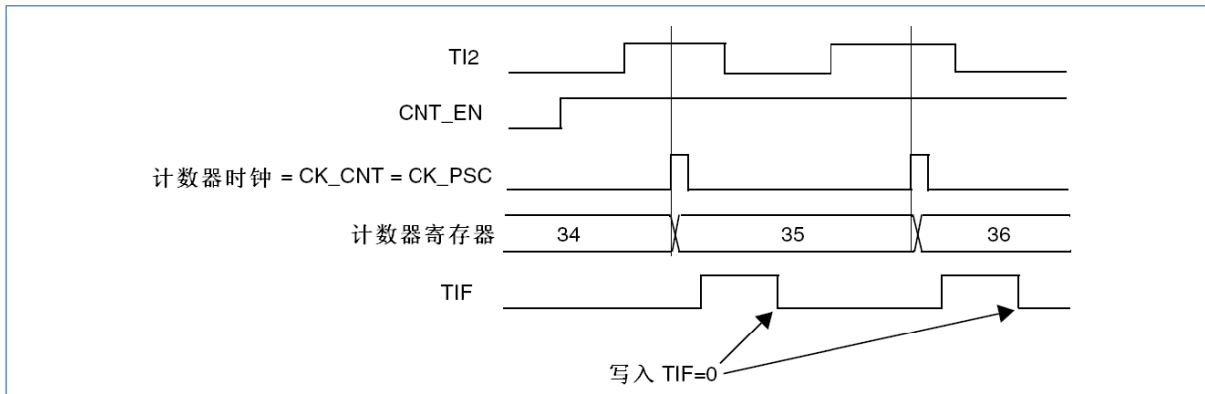 TI2
CNT_EN
计数器时钟 = CK_CNT = CK_PSC
计数器寄存器 34 35 36
TIF
写入 TIF=0